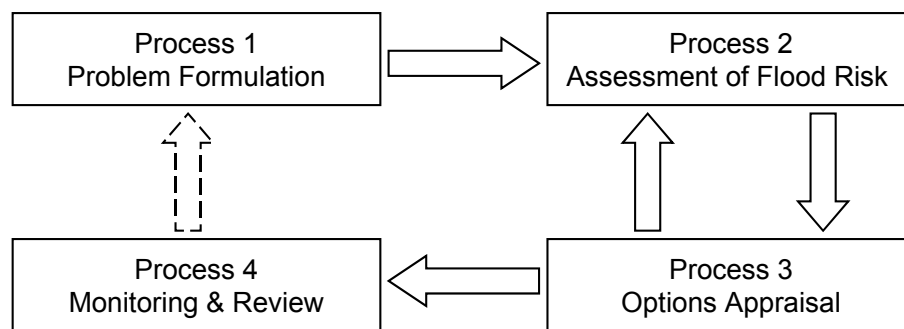 Process 1
Problem Formulation
Process 2
Assessment of Flood Risk
Process 4
Monitoring & Review
Process 3
Options Appraisal